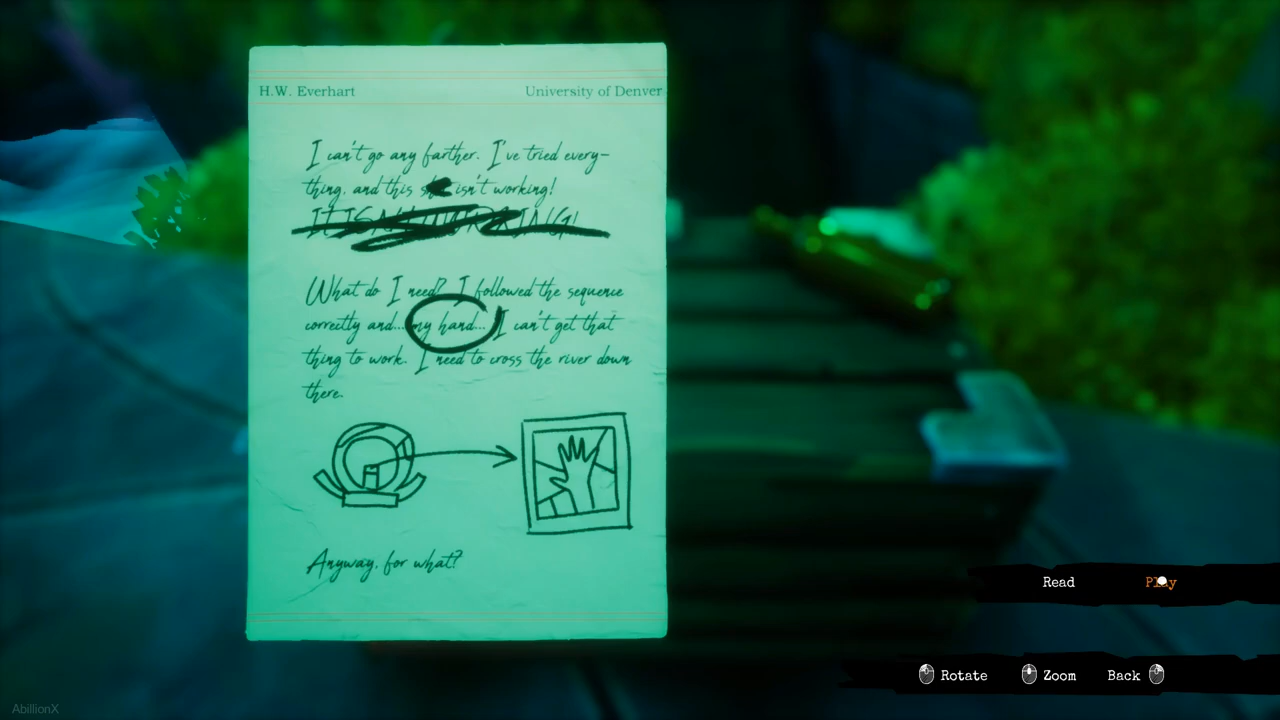 H.W. Everhart University of Denver
I can't go any farther. I've tried every-
thing, and this isn't working!
What do I need? I followed the sequence
correctly and... my hand... I can't get that
thing to work. I need to cross the river down
there.
Anyway, for what?
Read Play
Rotate Zoom Back
AbillionX